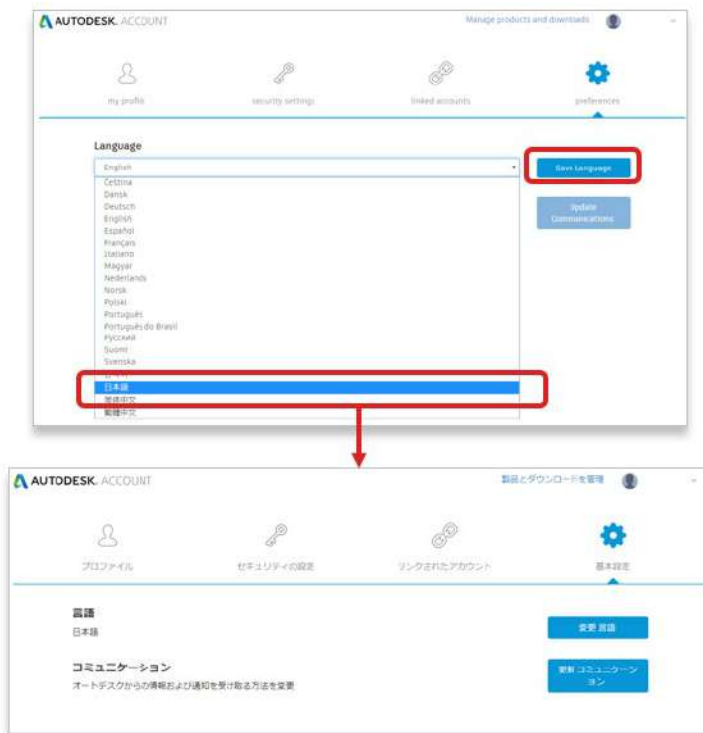 AUTODESK. ACCOUNT
Manage products and downloads
my profile
security settings
linked accounts
preferences
Language
English
Save Language
Čeština
Dansk
Deutsch
English
Español
Français
Italiano
Magyar
Nederlands
Norsk
Polski
Português
Português do Brasil
Русский
Suomi
Svenska
日本語
简体中文
繁體中文
Update
Communications
AUTODESK. ACCOUNT
製品とダウンロードを管理
プロファイル
セキュリティの設定
リンクされたアカウント
基本設定
言語
日本語
変更 言語
コミュニケーション
オートデスクからの情報および通知を受け取る方法を変更
更新 コミュニケーシ
ョン